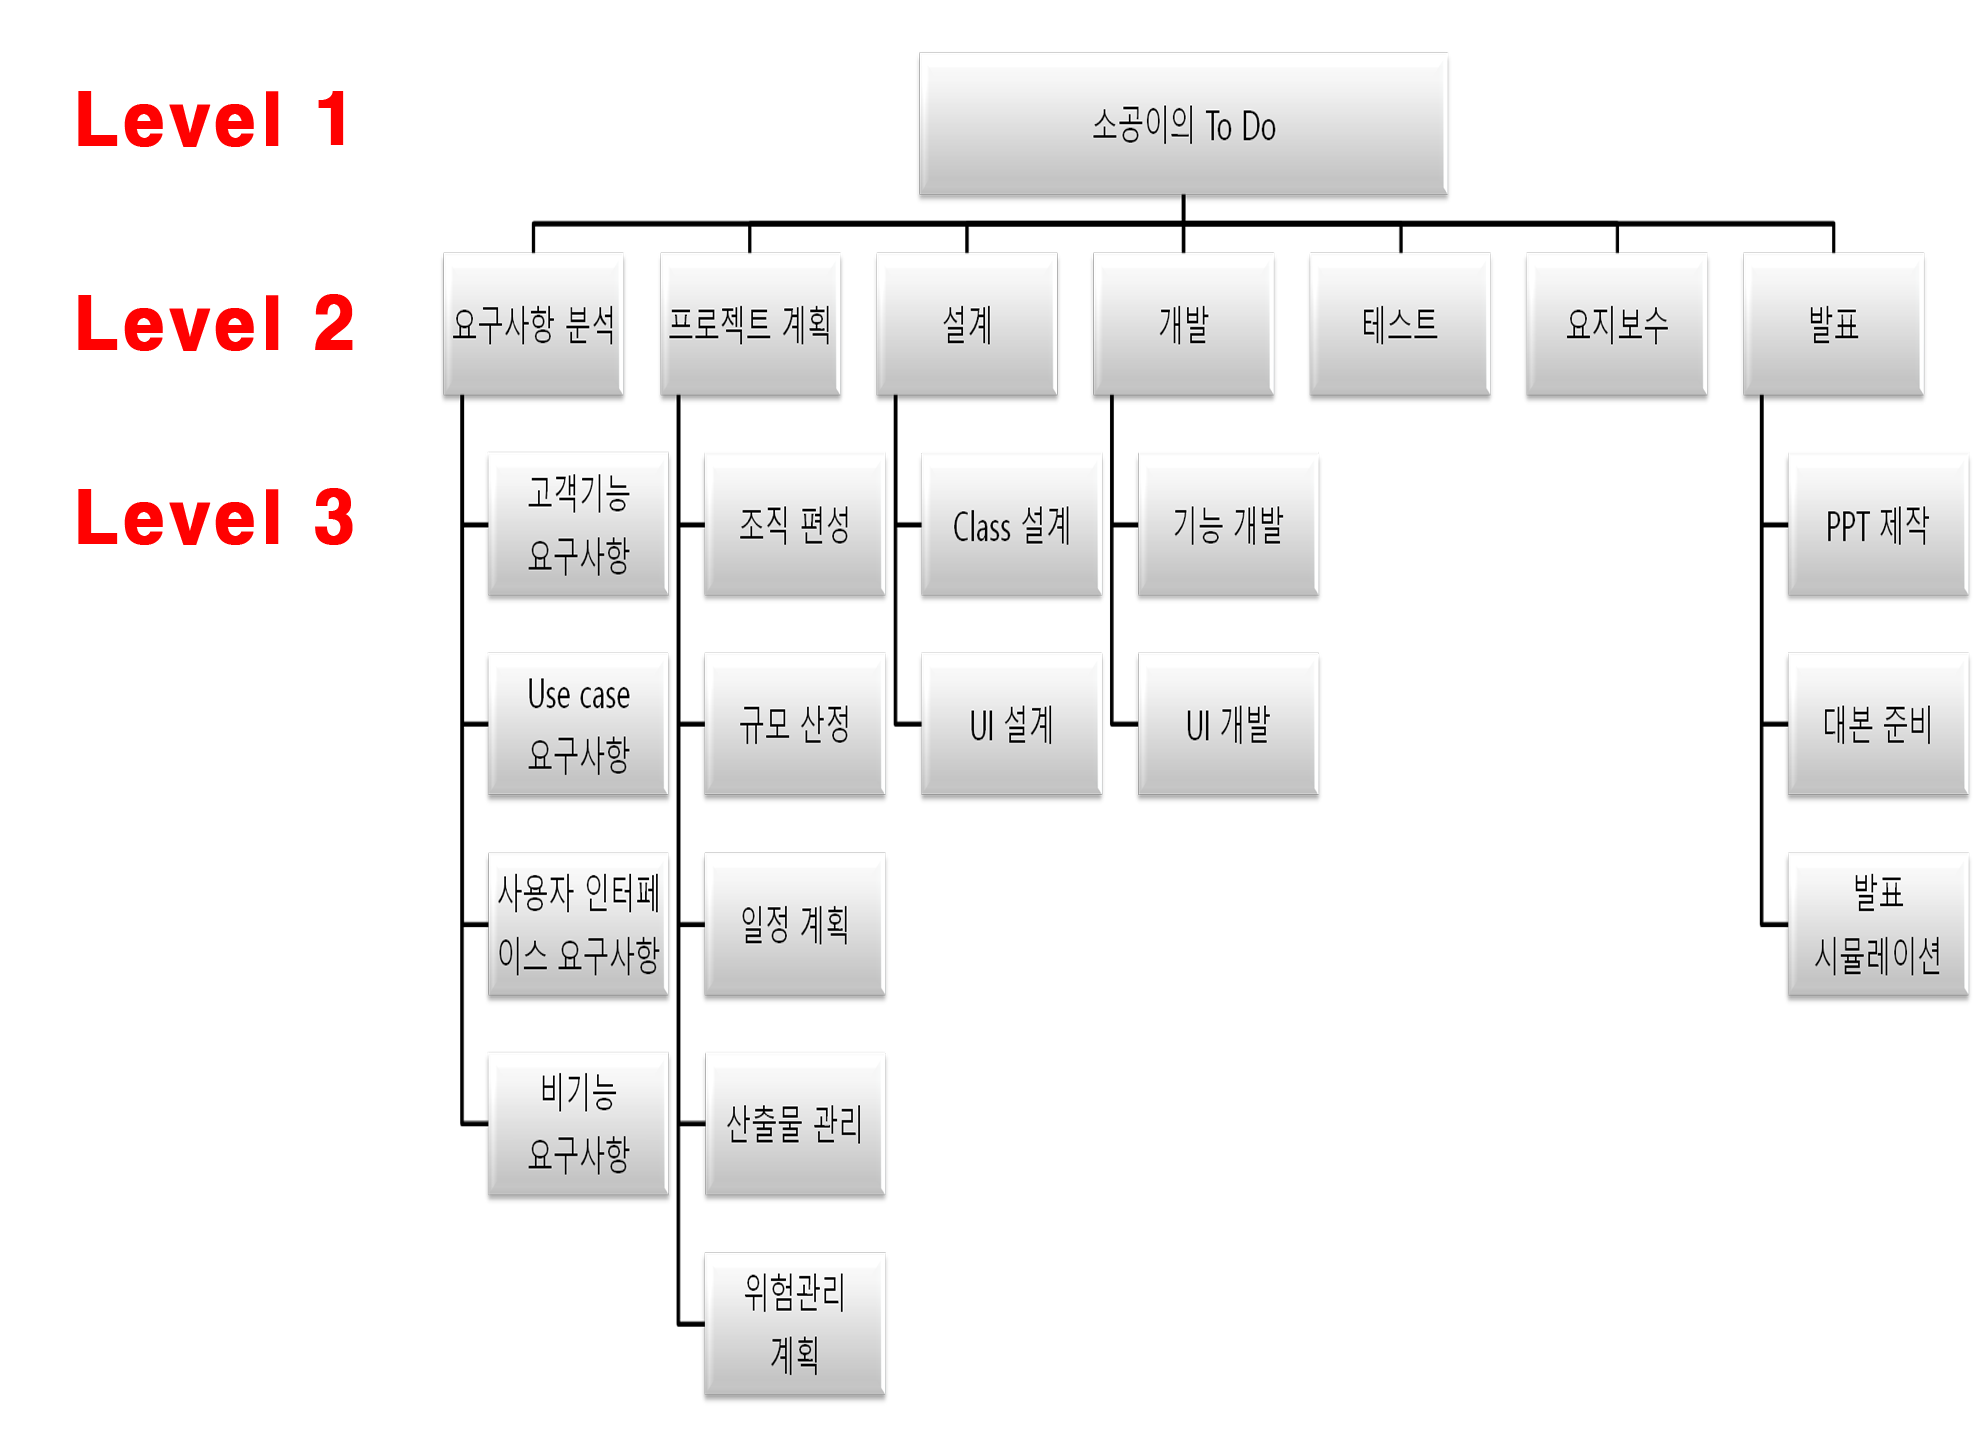 Level 1
소공이의 To Do
Level 2
요구사항 분석
프로젝트 계획
설계
개발
테스트
요지보수
발표
Level 3
고객기능
요구사항
조직 편성
Class 설계
기능 개발
PPT 제작
Use case
요구사항
규모 산정
UI 설계
UI 개발
대본 준비
사용자 인터페
이스 요구사항
일정 계획
발표
시뮬레이션
비기능
요구사항
산출물 관리
위험관리
계획